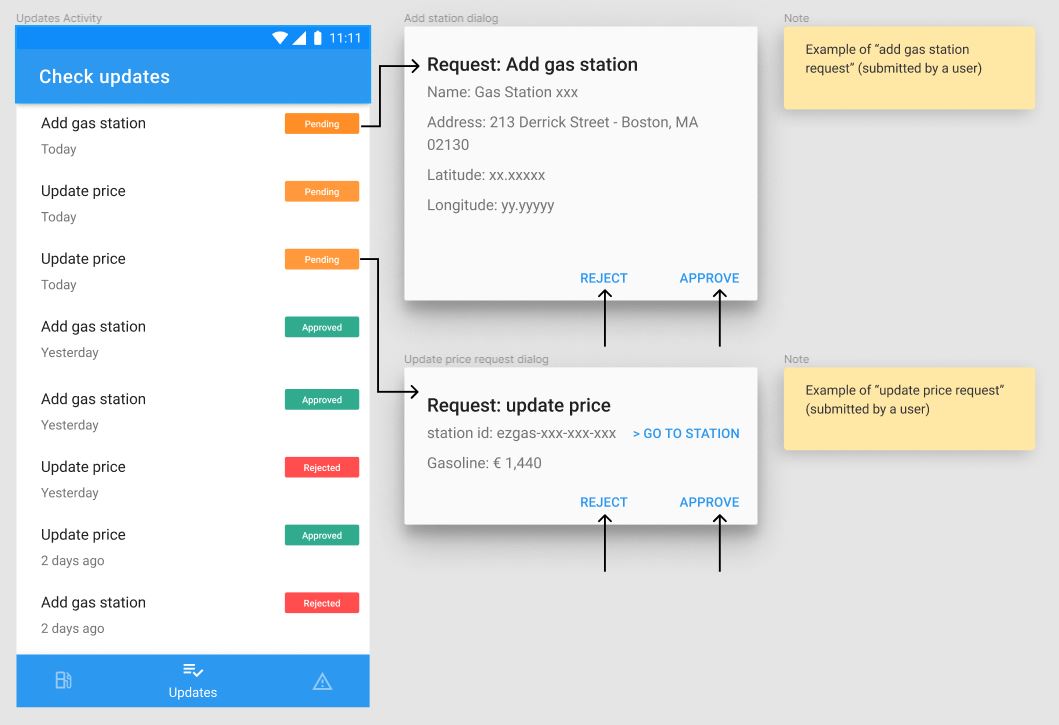 Updates Activity
11:11
Check updates
Add gas station
Pending
Today
Update price
Pending
Today
Update price
Pending
Today
Add gas station
Approved
Yesterday
Add gas station
Approved
Yesterday
Update price
Rejected
Yesterday
Update price
Approved
2 days ago
Add gas station
Rejected
2 days ago
Updates
Add station dialog
Request: Add gas station
Name: Gas Station xxx
Address: 213 Derrick Street - Boston, MA
02130
Latitude: xx.xxxxx
Longitude: yy.yyyyy
REJECT
APPROVE
Note
Example of “add gas station
request” (submitted by a user)
Update price request dialog
Request: update price
station id: ezgas-xxx-xxx-xxx > GO TO STATION
Gasoline: € 1,440
REJECT
APPROVE
Note
Example of “update price request”
(submitted by a user)